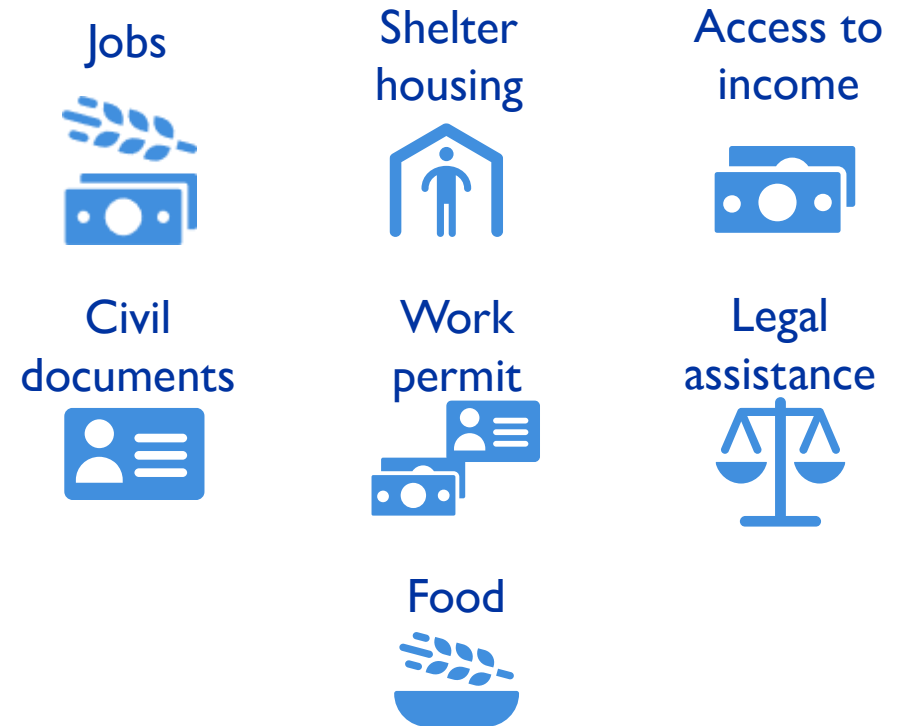 Jobs
Shelter
housing
Access to
income
Civil
documents
Work
permit
Legal
assistance
Food